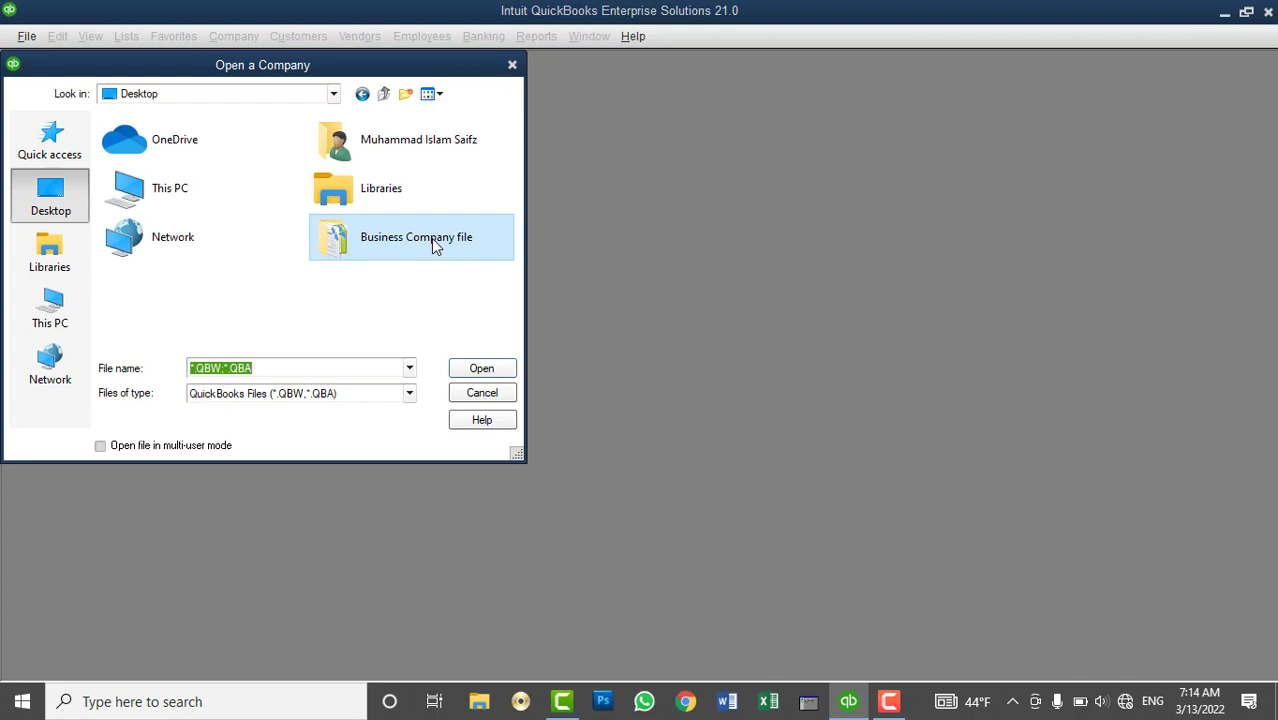 Intuit QuickBooks Enterprise Solutions 21.0
File Edit View Lists Favorites Company Customers Vendors Employees Banking Reports Window Help
Open a Company
Look in: Desktop
Quick access
Desktop
Libraries
This PC
Network
OneDrive
Muhammad Islam Saifz
This PC
Libraries
Network
Business Company file
File name: *.QBW;*.QBA
Open
Files of type: QuickBooks Files (*.QBW,*.QBA)
Cancel
Help
Open file in multi-user mode
Type here to search
Ps
44°F
ENG
7:14 AM
3/13/2022